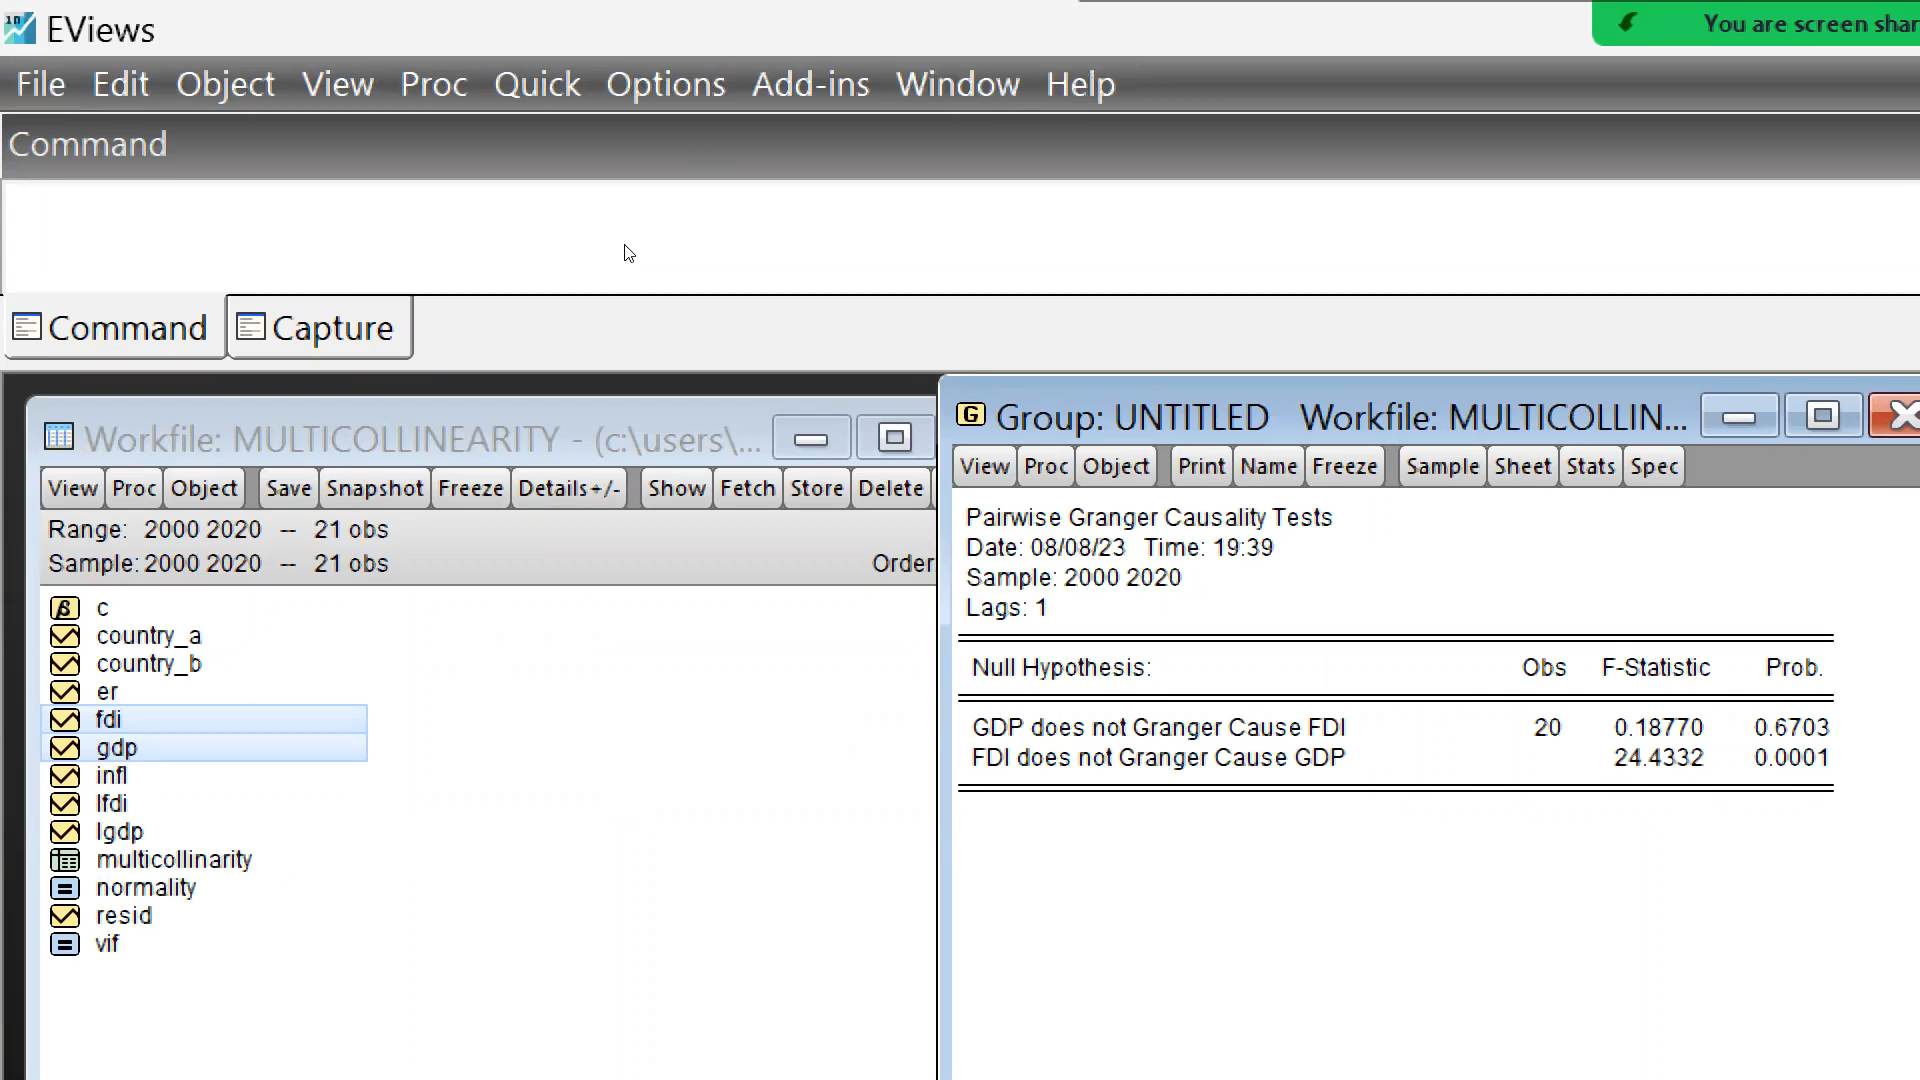 EViews
You are screen shar
File Edit Object View Proc Quick Options Add-ins Window Help
Command
Command Capture
Workfile: MULTICOLLINEARITY - (c:\users\...
View Proc Object Save Snapshot Freeze Details+/- Show Fetch Store Delete
Range: 2000 2020 -- 21 obs
Sample: 2000 2020 -- 21 obs Order
c
country_a
country_b
er
fdi
gdp
infl
lfdi
lgdp
multicollinarity
normality
resid
vif
G Group: UNTITLED Workfile: MULTICOLLIN...
View Proc Object Print Name Freeze Sample Sheet Stats Spec
Pairwise Granger Causality Tests
Date: 08/08/23 Time: 19:39
Sample: 2000 2020
Lags: 1
Null Hypothesis: Obs F-Statistic Prob.
GDP does not Granger Cause FDI 20 0.18770 0.6703
FDI does not Granger Cause GDP 24.4332 0.0001